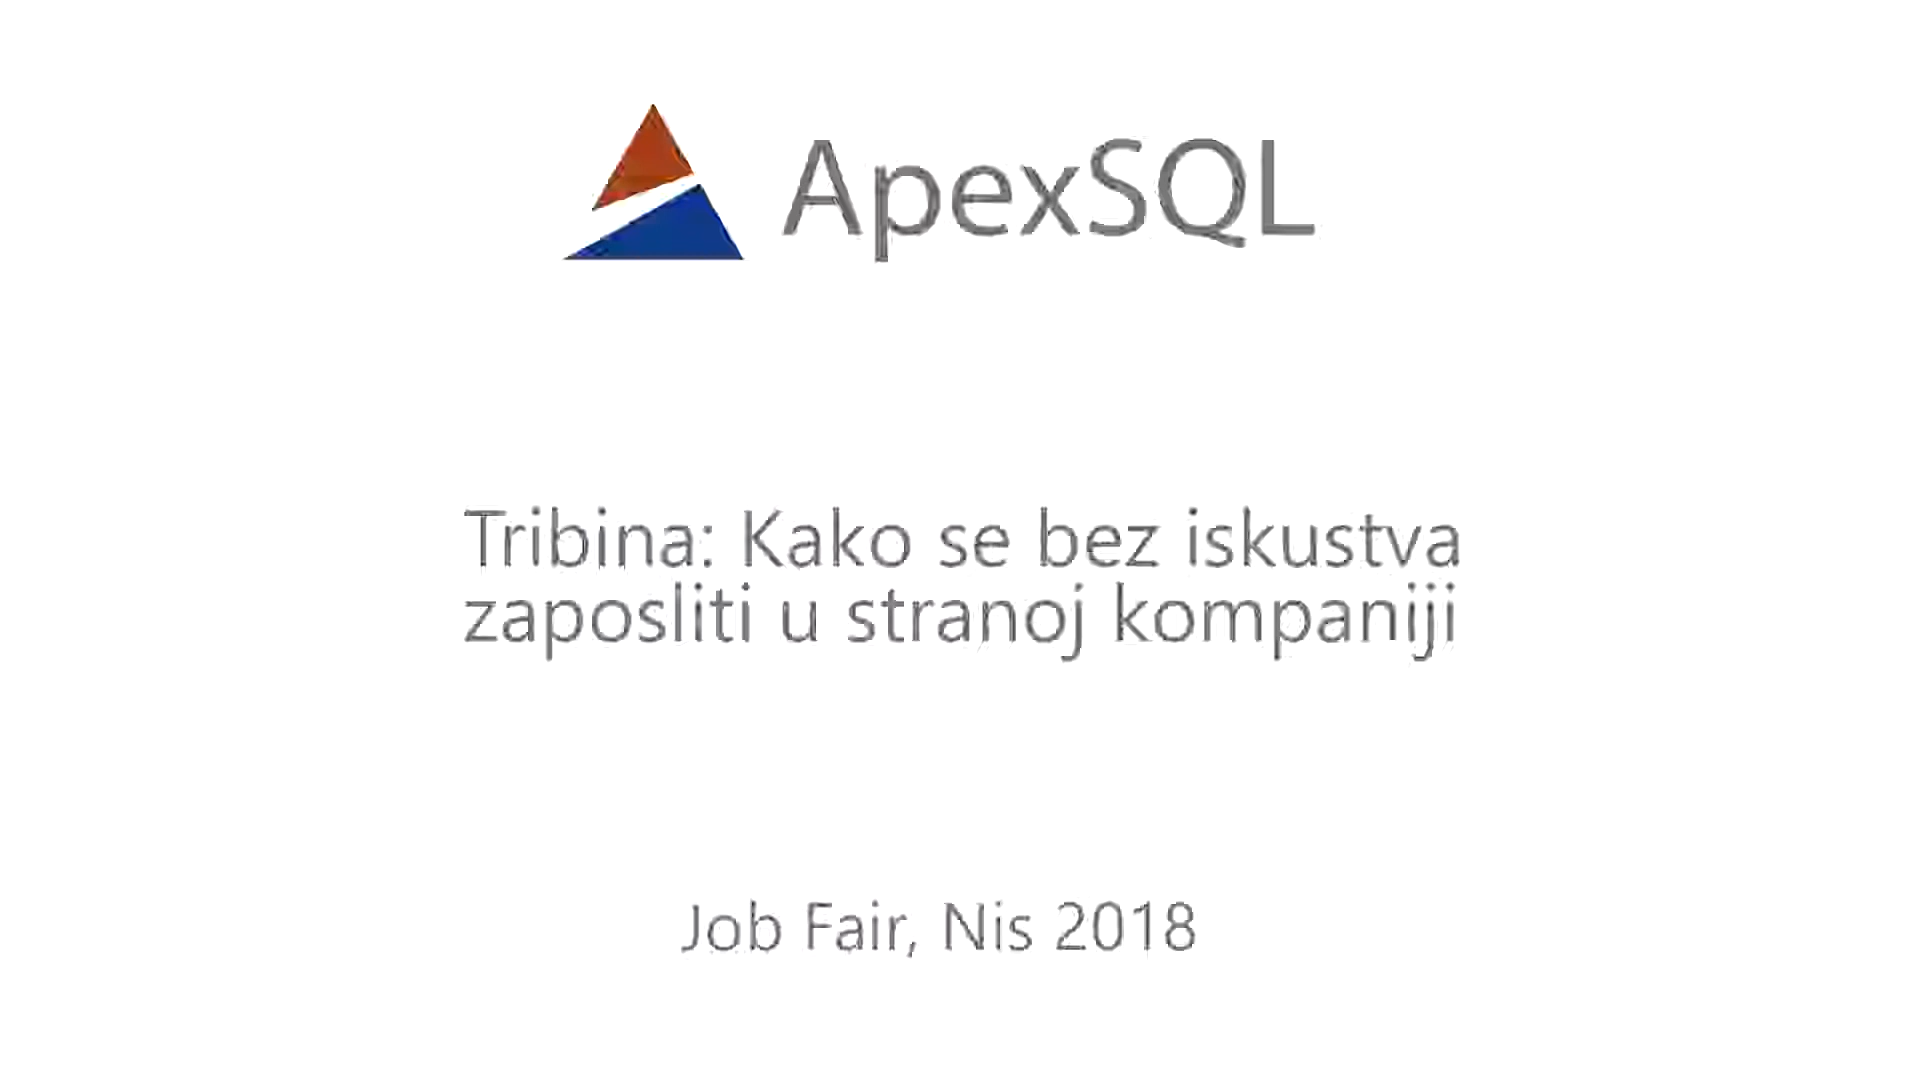 ApexSQL
Tribina: Kako se bez iskustva
zaposliti u stranoj kompaniji
Job Fair, Nis 2018